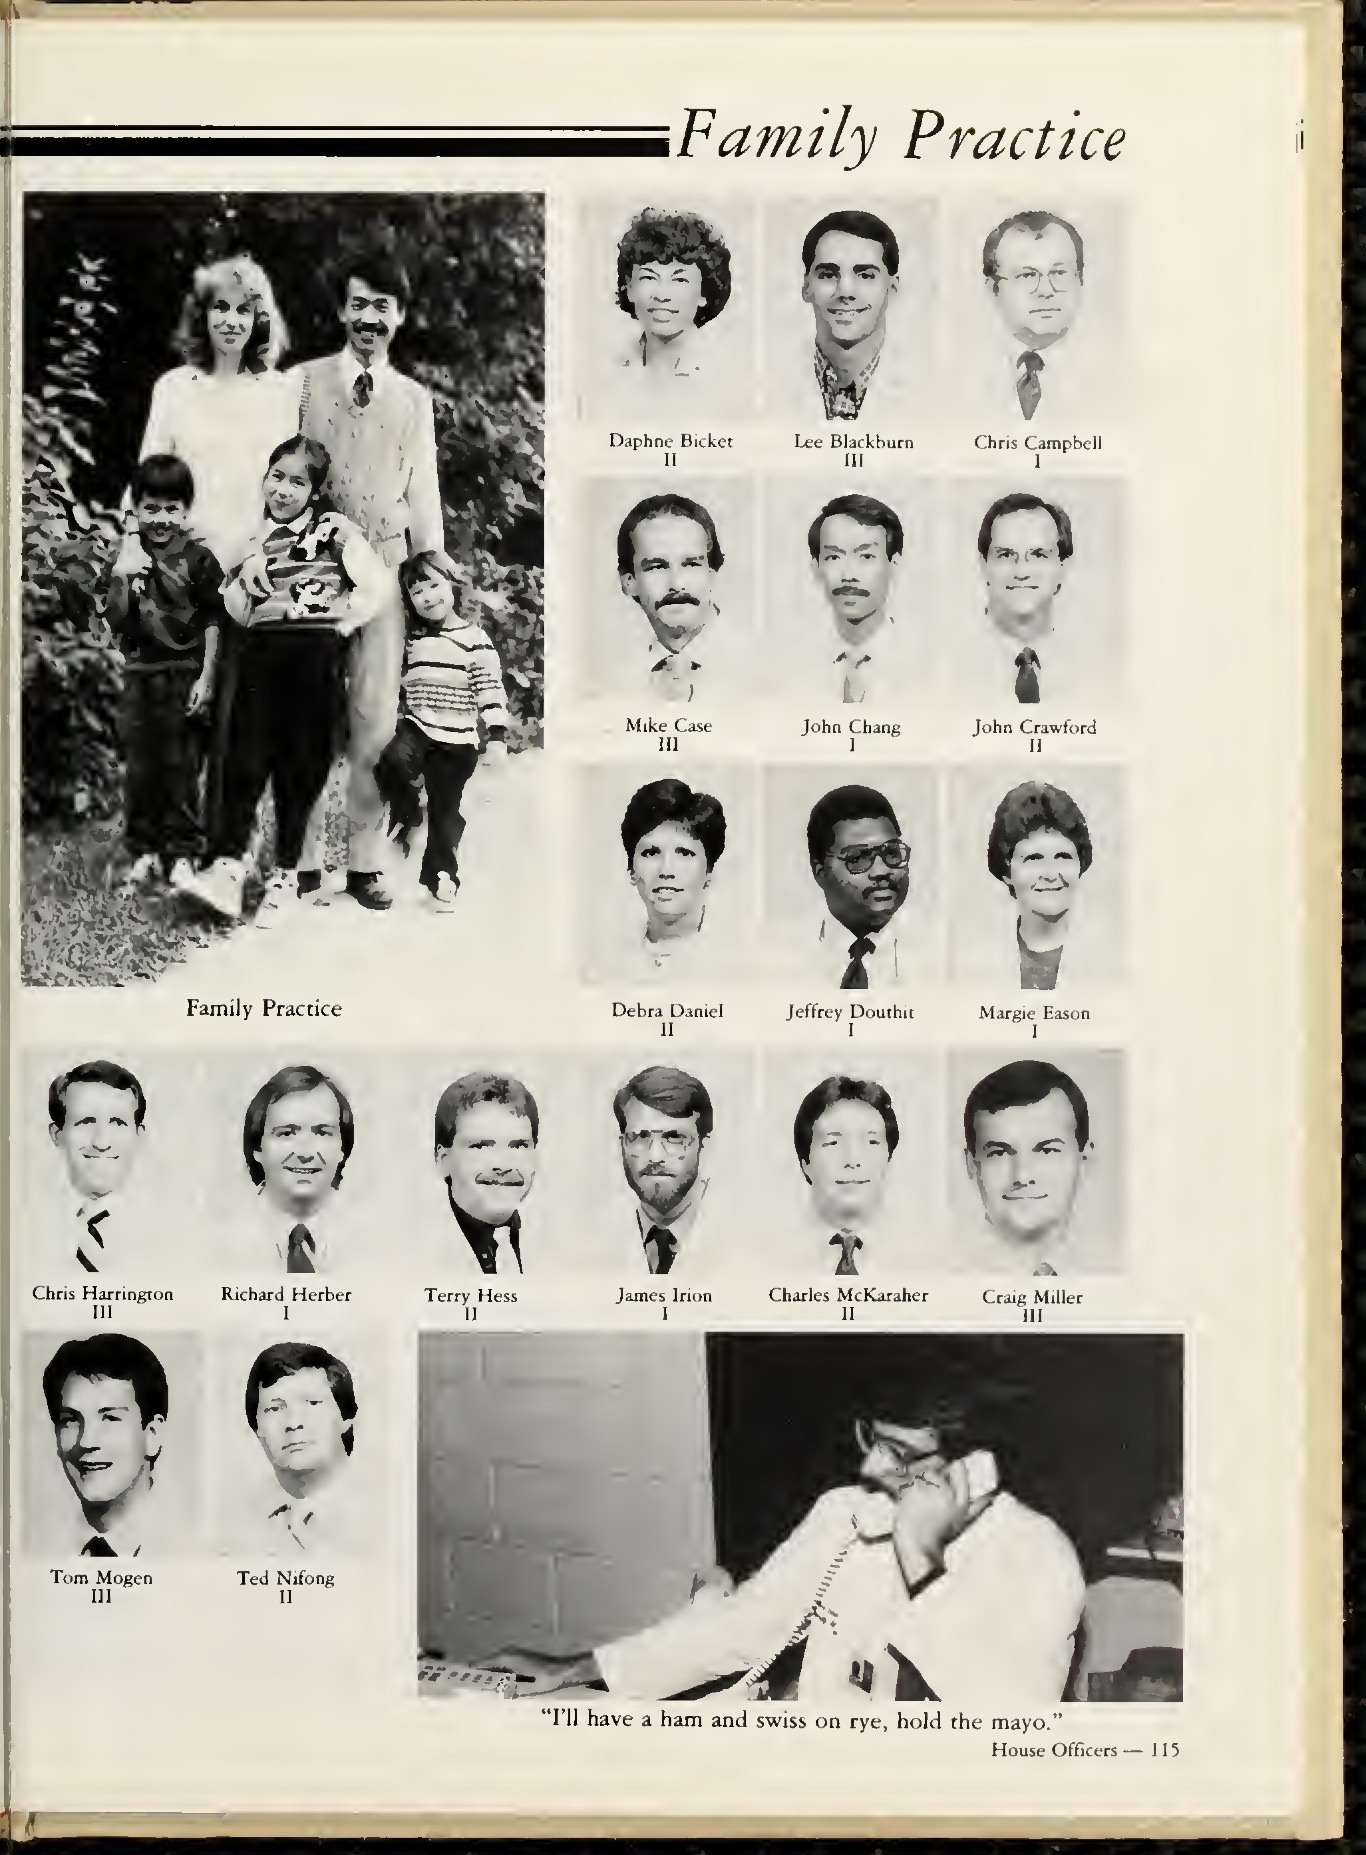 Family Practice
Daphne Bicket
II
Lee Blackburn
III
Chris Campbell
I
Mike Case
III
John Chang
I
John Crawford
II
Family Practice
Debra Daniel
II
Jeffrey Douthit
I
Margie Eason
I
Chris Harrington
III
Richard Herber
I
Terry Hess
II
James Irion
I
Charles McKaraher
II
Craig Miller
III
Tom Mogen
III
Ted Nifong
II
"I'll have a ham and swiss on rye, hold the mayo."
House Officers — 115